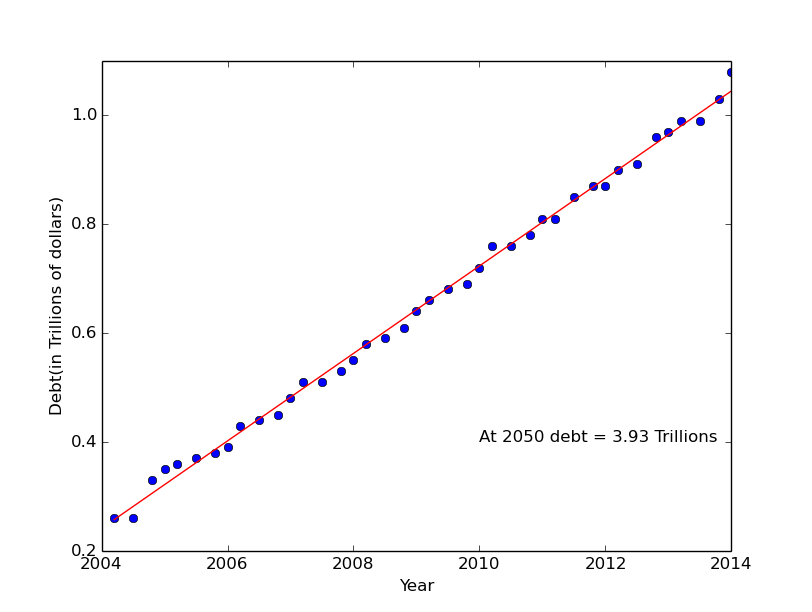 1.0
0.8
0.6
0.4
0.2
Debt(in Trillions of dollars)
At 2050 debt = 3.93 Trillions
2004 2006 2008 2010 2012 2014
Year